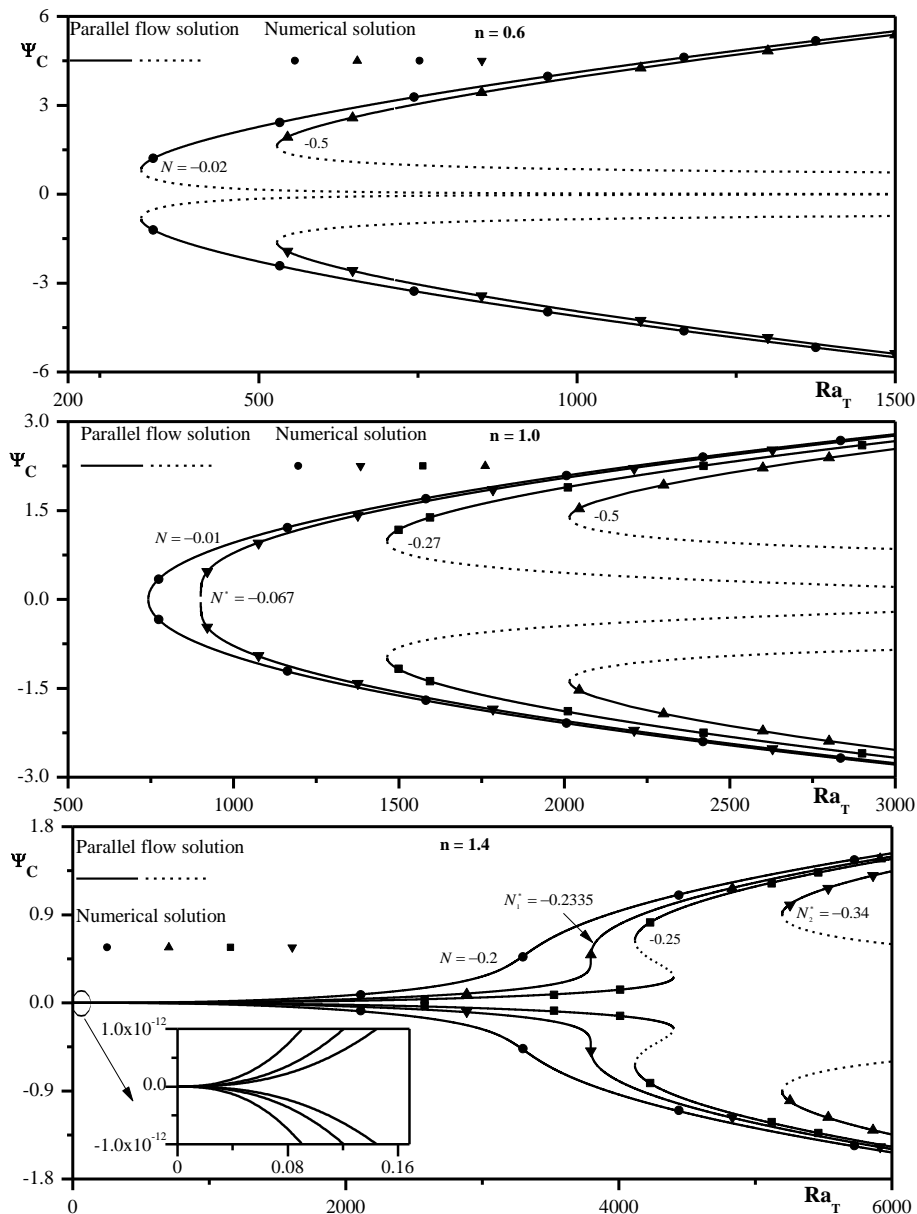 Parallel flow solution Numerical solution n = 0.6
Ψ_C
6
3
0
-3
-6
N = −0.02
-0.5
200 500 1000 1500
Ra_T
Parallel flow solution Numerical solution n = 1.0
Ψ_C
3.0
1.5
0.0
-1.5
-3.0
N = −0.01
N* = −0.067
-0.27
-0.5
500 1000 1500 2000 2500 3000
Ra_T
Parallel flow solution n = 1.4
Ψ_C
Numerical solution
1.8
0.9
0.0
-0.9
-1.8
N = −0.2
N₁* = −0.2335
-0.25
N₂* = −0.34
1.0x10⁻¹²
0.0
-1.0x10⁻¹²
0 0.08 0.16
0 2000 4000 6000
Ra_T